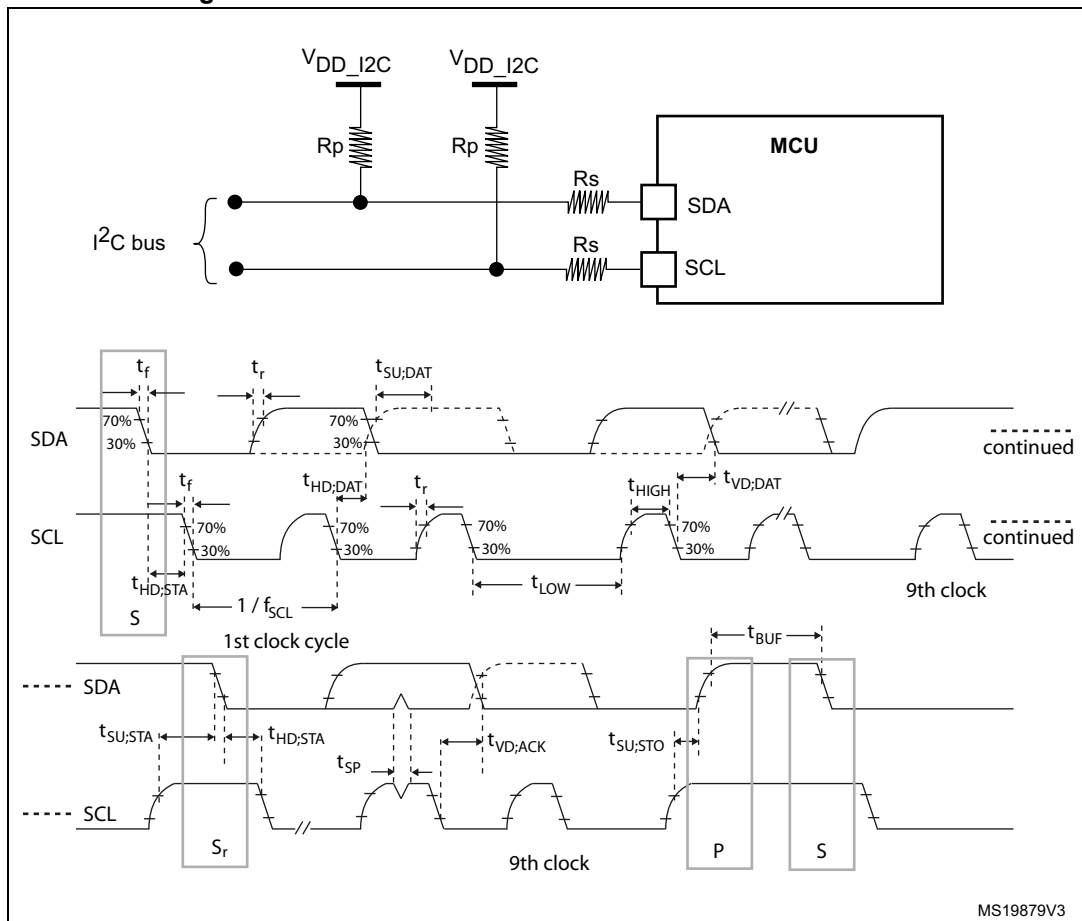 V_DD_I2C V_DD_I2C
Rp Rp MCU
Rs
SDA
I²C bus
Rs
SCL
t_f t_r t_SU;DAT
SDA 70% 30% 70% 30% continued
t_f t_HD;DAT t_r t_HIGH t_VD;DAT
SCL 70% 30% 70% 30% 70% 30% 70% 30% continued
t_HD;STA t_LOW 9th clock
S 1 / f_SCL
1st clock cycle t_BUF
SDA
t_SU;STA t_HD;STA t_SP t_VD;ACK t_SU;STO
SCL
S_r 9th clock P S
MS19879V3